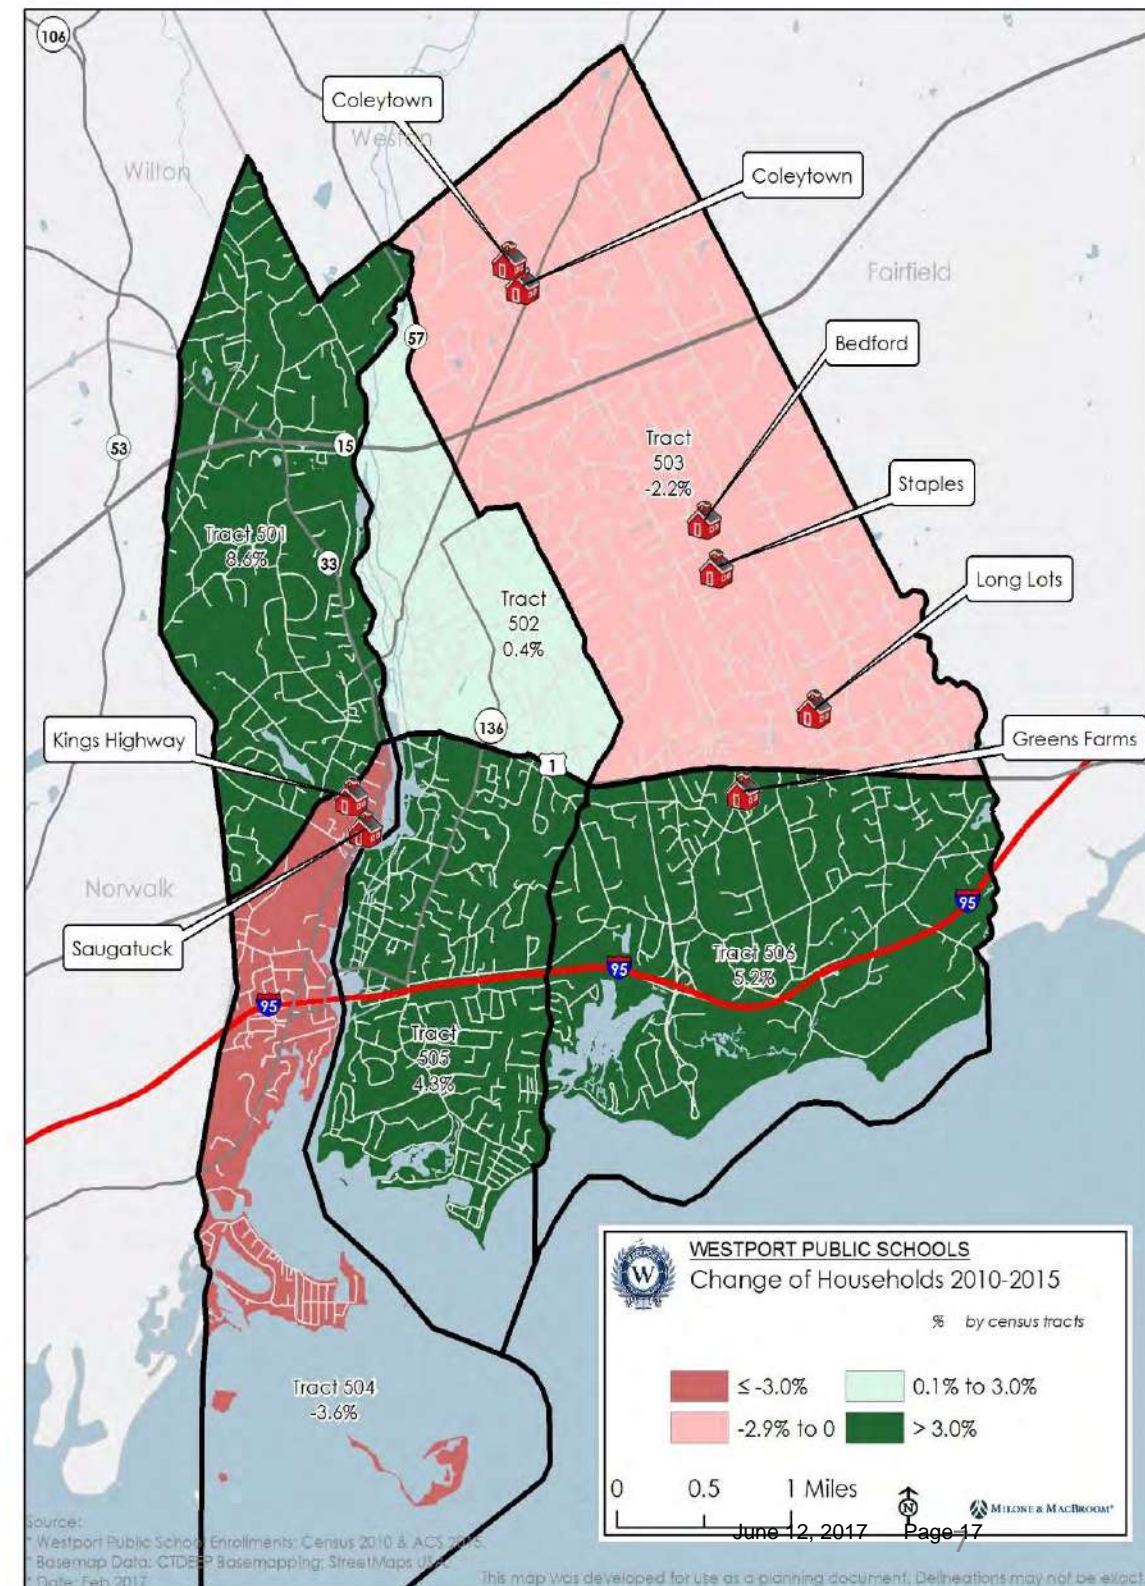 106
Coleytown
Weston
Wilton
Coleytown
Fairfield
57
Bedford
53
15
Tract
503
-2.2%
Staples
Tract 501
8.6%
33
Long Lots
Tract
502
0.4%
Kings Highway
136
1
Greens Farms
Norwalk
95
Saugatuck
Tract 506
5.2%
95
95
Tract
505
4.3%
WESTPORT PUBLIC SCHOOLS
Change of Households 2010-2015
% by census tracts
W
≤ -3.0%
0.1% to 3.0%
-2.9% to 0
> 3.0%
Tract 504
-3.6%
0 0.5 1 Miles
N
MILONE & MACBROOM®
June 12, 2017 Page 17
7
Source:
* Westport Public School Enrollments; Census 2010 & ACS 2015.
* Basemap Data: CTDEEP Basemapping; StreetMaps
* Date: Feb 2017
This map was developed for use as a planning document. Delineations may not be exact